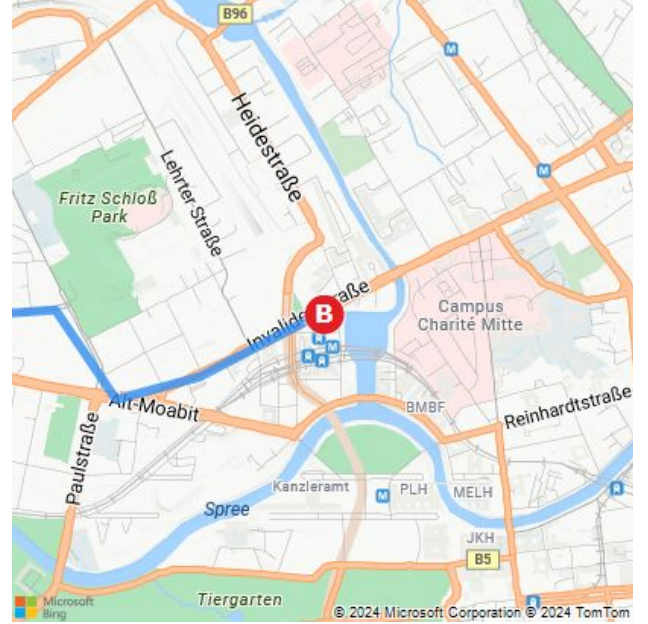 B96
M
Heidestraße
Lehrter Straße
M
Fritz Schloß
Park
Invalidenstraße
B
M
Campus
Charité Mitte
Alt-Moabit
BMBF
Reinhardtstraße
Paulstraße
Kanzleramt
M
PLH
MELH
Spree
JKH
B5
Tiergarten
Microsoft
Bing
© 2024 Microsoft Corporation © 2024 TomTom